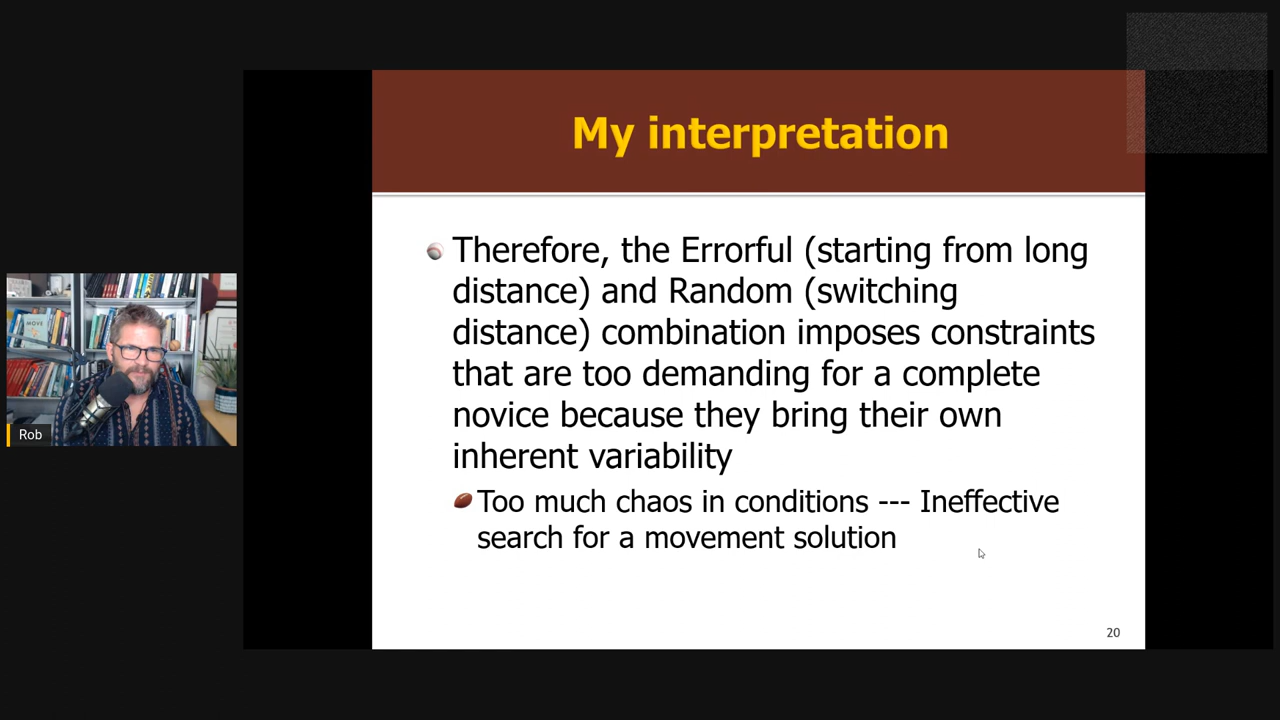 My interpretation
Therefore, the Errorful (starting from long
distance) and Random (switching
distance) combination imposes constraints
that are too demanding for a complete
novice because they bring their own
inherent variability
Too much chaos in conditions --- Ineffective
search for a movement solution
20
MOVE
Rob